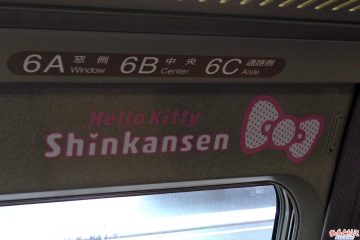 6A 窓側 Window 6B 中央 Center 6C 通路側 Aisle
Hello Kitty
Shinkansen